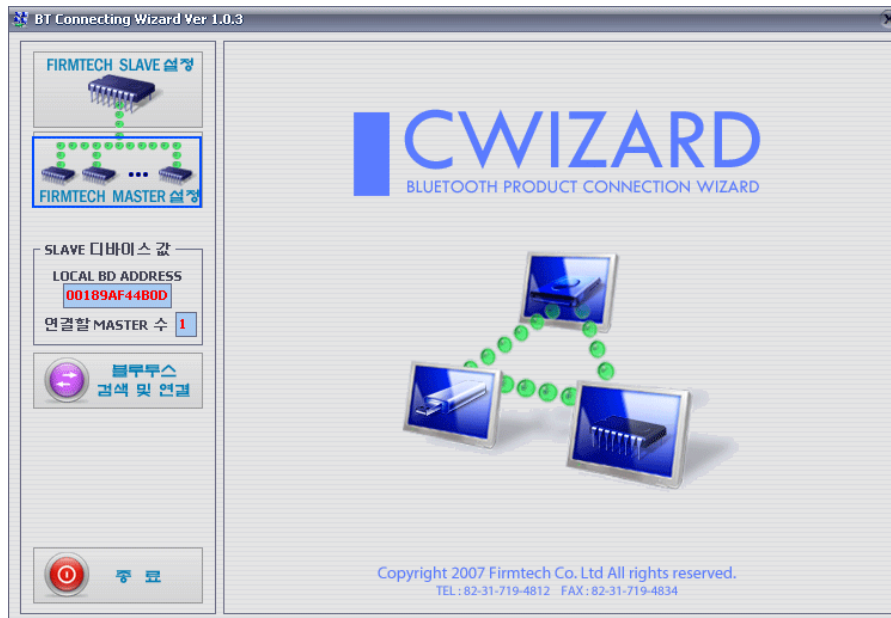 BT Connecting Wizard Ver 1.0.3
FIRMTECH SLAVE 설정
FIRMTECH MASTER 설정
SLAVE 디바이스 값
LOCAL BD ADDRESS
00189AF44B0D
연결할 MASTER 수 1
블루투스
검색 및 연결
종 료
CWIZARD
BLUETOOTH PRODUCT CONNECTION WIZARD
Copyright 2007 Firmtech Co. Ltd All rights reserved.
TEL : 82-31-719-4812 FAX : 82-31-719-4834